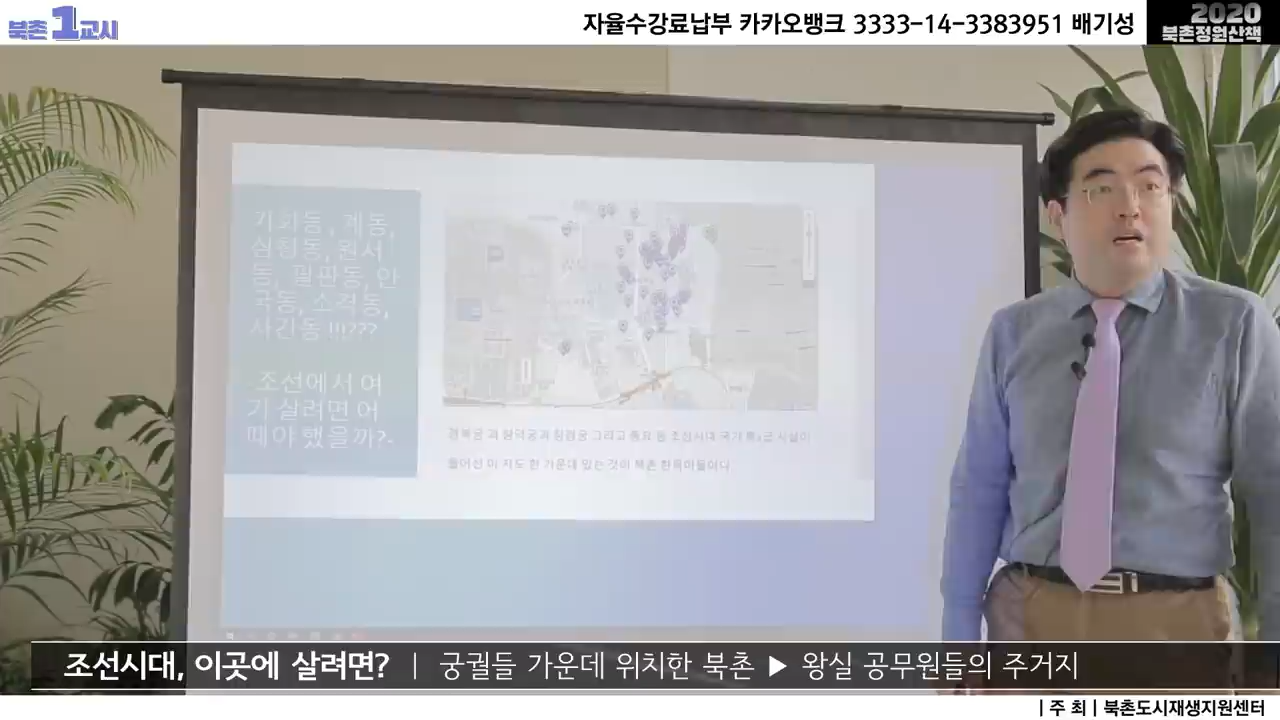 북촌 1교시
자율수강료납부 카카오뱅크 3333-14-3383951 배기성
2020
북촌정원산책
가회동, 계동,
삼청동, 원서
동, 필판동, 안
국동, 소격동,
사간동 !!!???
-조선에서 여
기 살려면 어
때야 했을까?-
경복궁 과 창덕궁과 창경궁 그리고 종묘 등 조선시대 국가 특1급 시설이
들어선 이 지도 한 가운데 있는 것이 북촌 한옥마을이다
조선시대, 이곳에 살려면? | 궁궐들 가운데 위치한 북촌 ▶ 왕실 공무원들의 주거지
| 주 최 | 북촌도시재생지원센터